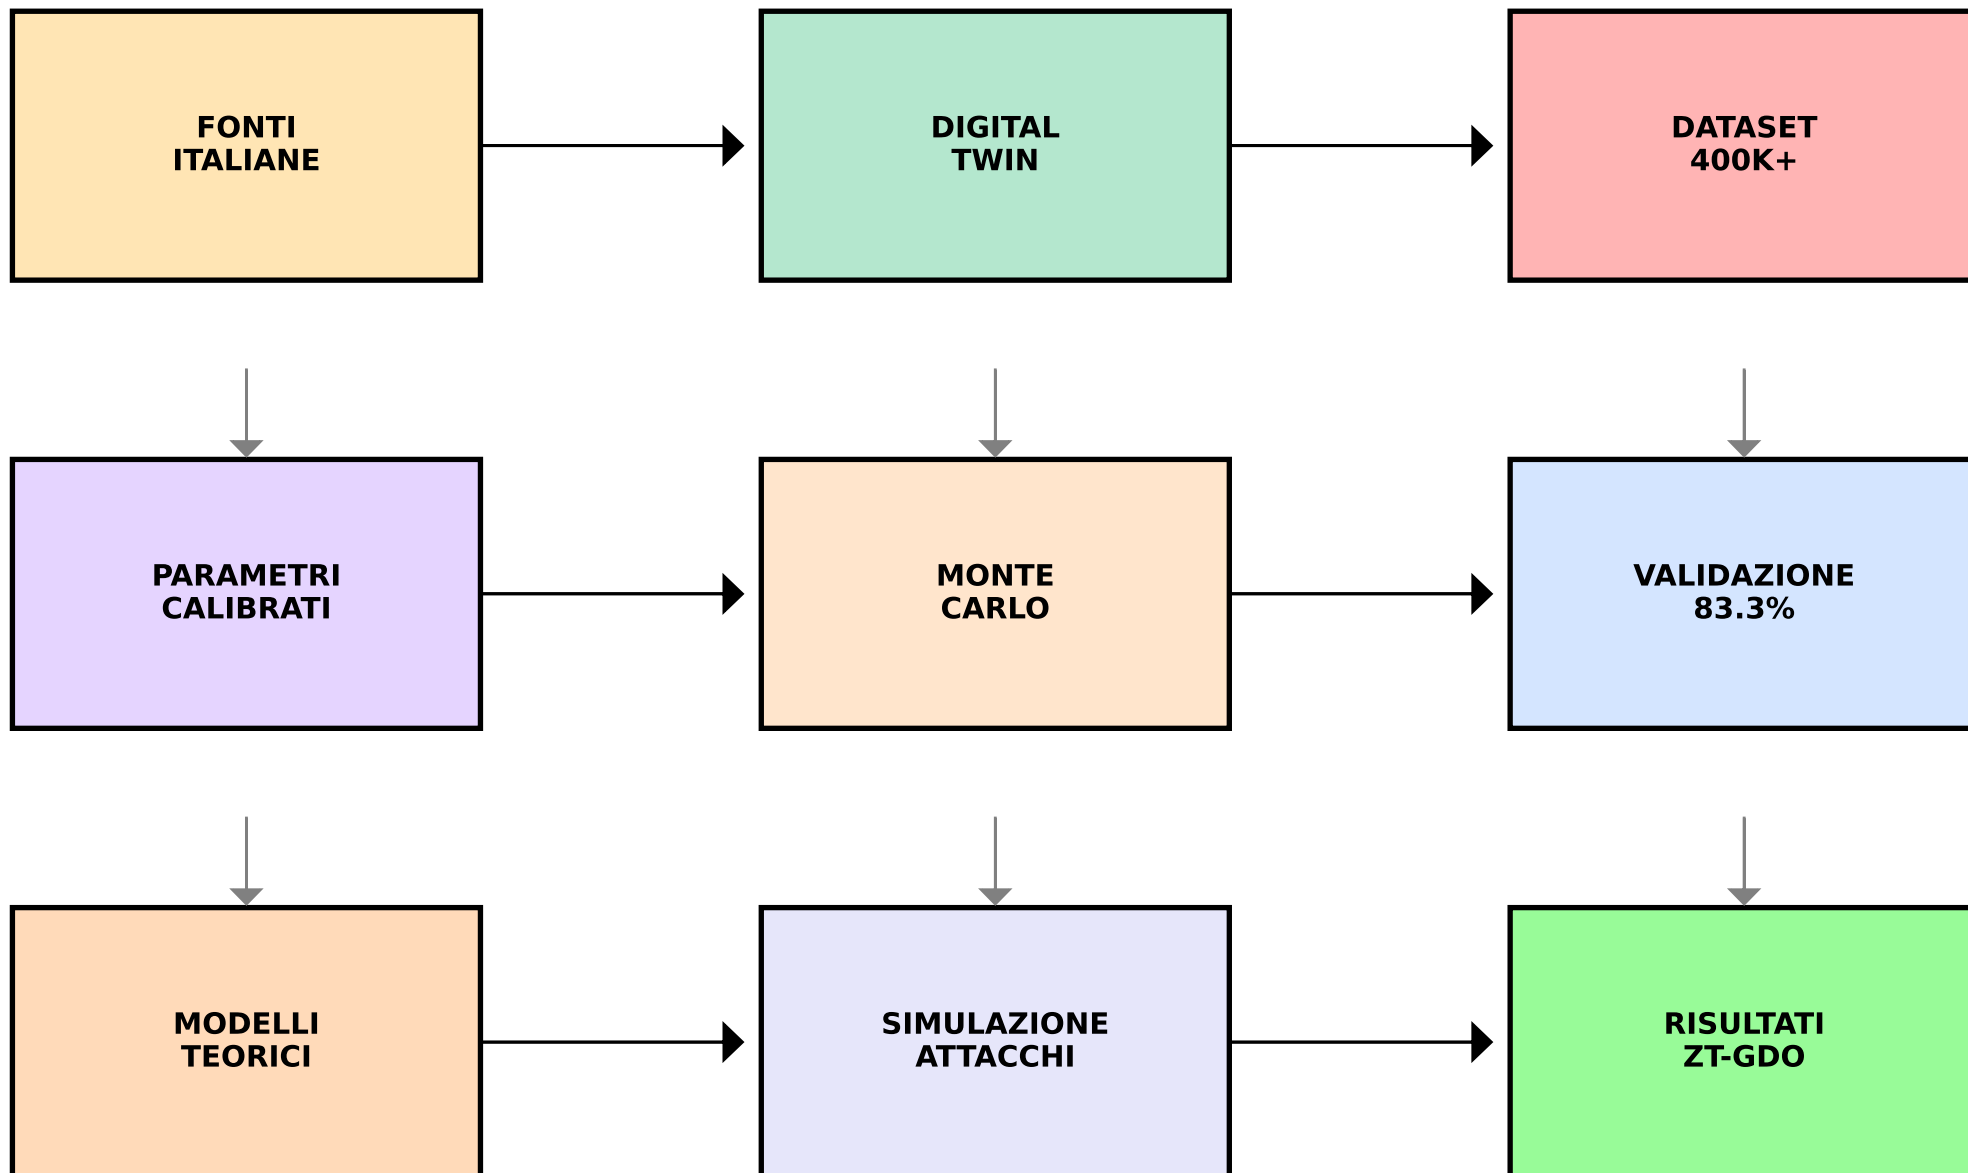 FONTI
ITALIANE
DIGITAL
TWIN
DATASET
400K+
PARAMETRI
CALIBRATI
MONTE
CARLO
VALIDAZIONE
83.3%
MODELLI
TEORICI
SIMULAZIONE
ATTACCHI
RISULTATI
ZT-GDO